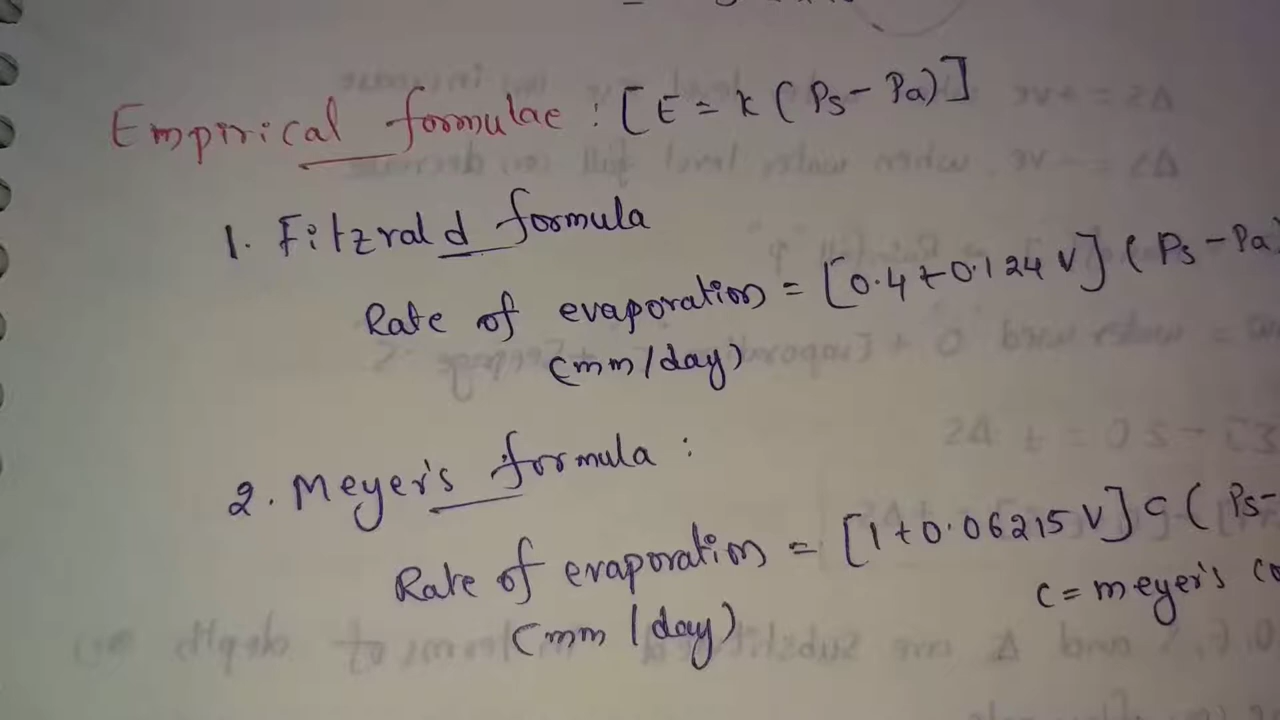 Empirical formulae : [E = K (Ps - Pa)]
1. Fitzrald formula
Rate of evaporation = [0.4 + 0.124 V] (Ps - Pa)
(mm/day)
2. Meyer's formula :
Rate of evaporation = [1 + 0.06215 V] C (Ps -
C = meyer's
(mm/day)